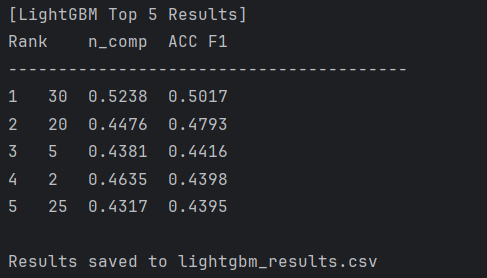 [LightGBM Top 5 Results]
Rank    n_comp  ACC F1
----------------------------------------
1   30  0.5238  0.5017
2   20  0.4476  0.4793
3   5   0.4381  0.4416
4   2   0.4635  0.4398
5   25  0.4317  0.4395
Results saved to lightgbm_results.csv